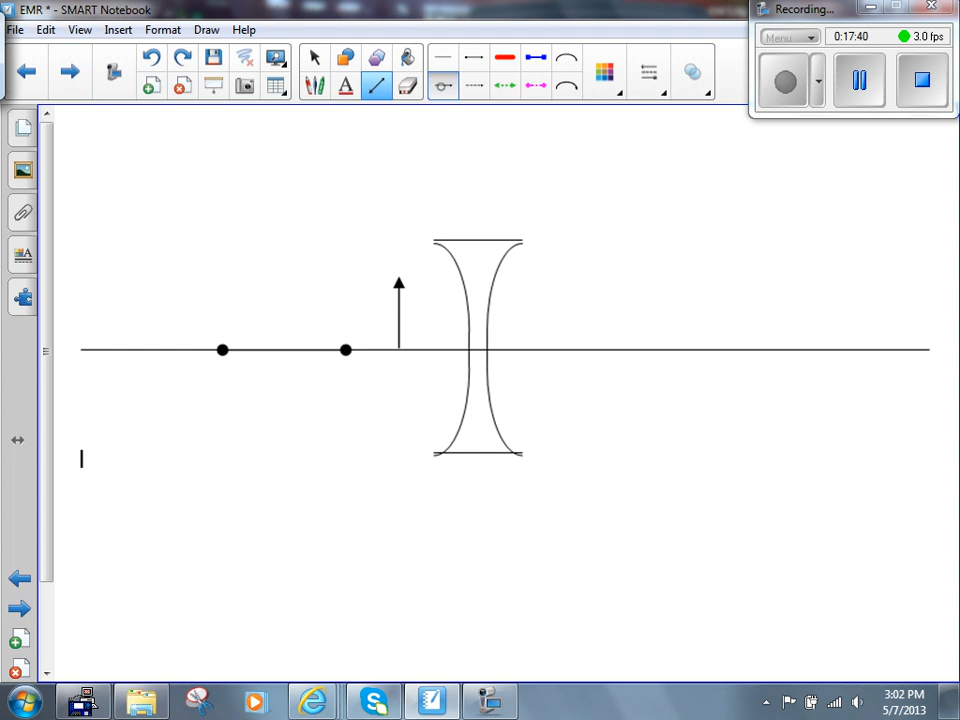 EMR * - SMART Notebook
Recording...
File Edit View Insert Format Draw Help
Menu
0:17:40
3.0 fps
3:02 PM
5/7/2013